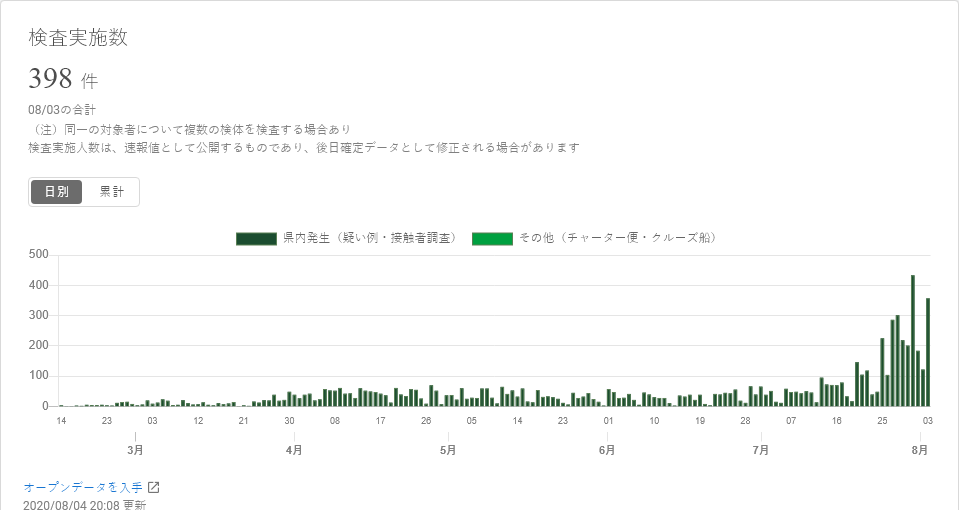 検査実施数
398 件
08/03の合計
（注）同一の対象者について複数の検体を検査する場合あり
検査実施人数は、速報値として公開するものであり、後日確定データとして修正される場合があります
日別 累計
県内発生（疑い例・接触者調査） その他（チャーター便・クルーズ船）
500
400
300
200
100
0
14 23 03 12 21 30 08 17 26 05 14 23 01 10 19 28 07 16 25 03
3月 4月 5月 6月 7月 8月
オープンデータを入手
2020/08/04 20:08 更新